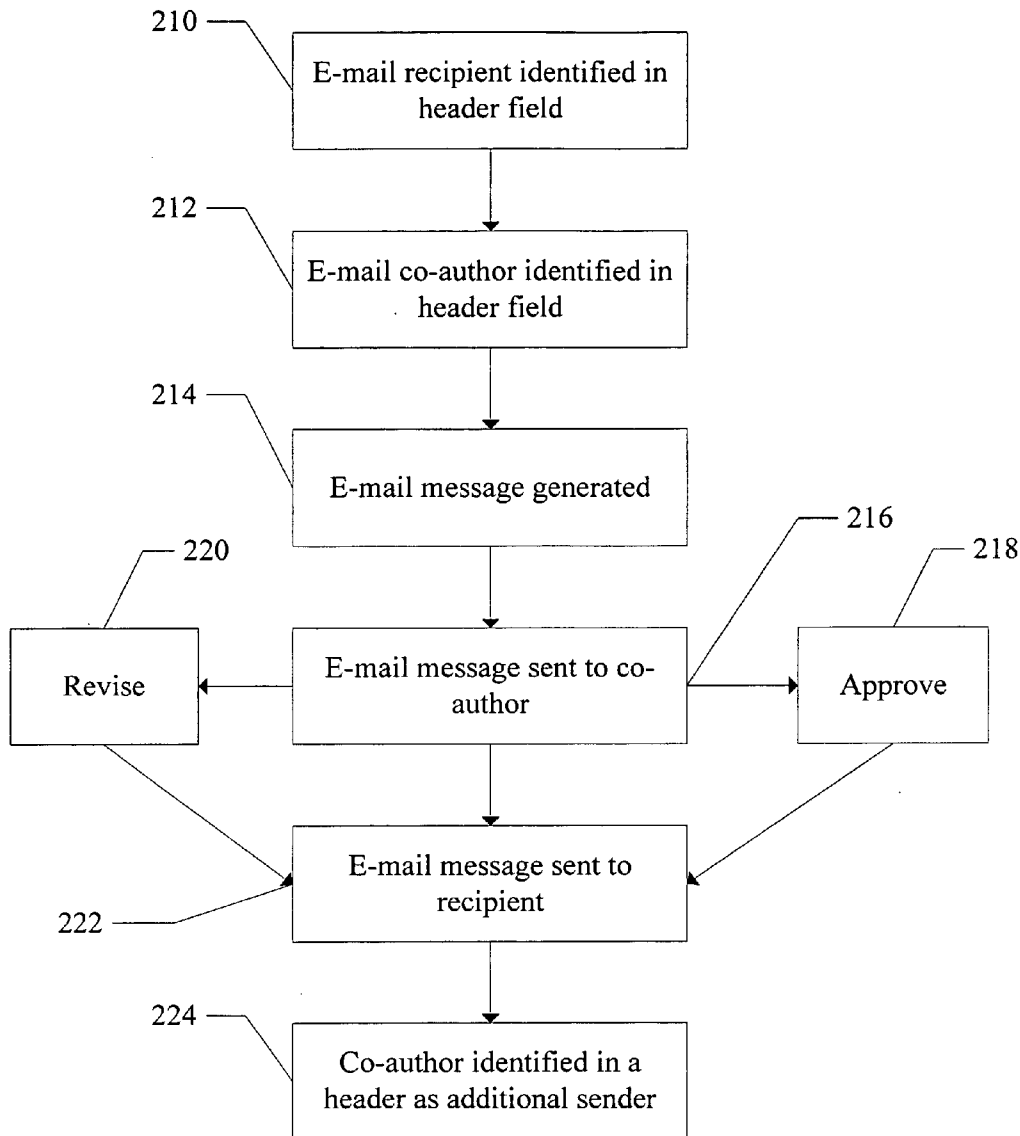 210
E-mail recipient identified in
header field
212
E-mail co-author identified in
header field
214
E-mail message generated
216
220
218
Revise
E-mail message sent to co-
author
Approve
E-mail message sent to
recipient
222
224
Co-author identified in a
header as additional sender